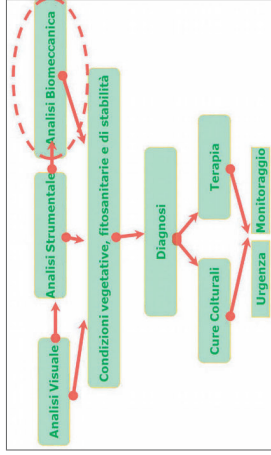 Analisi Visuale
Analisi Strumentale
Analisi Biomeccanica
Condizioni vegetative, fitosanitarie e di stabilità
Diagnosi
Cure Colturali
Terapia
Urgenza
Monitoraggio